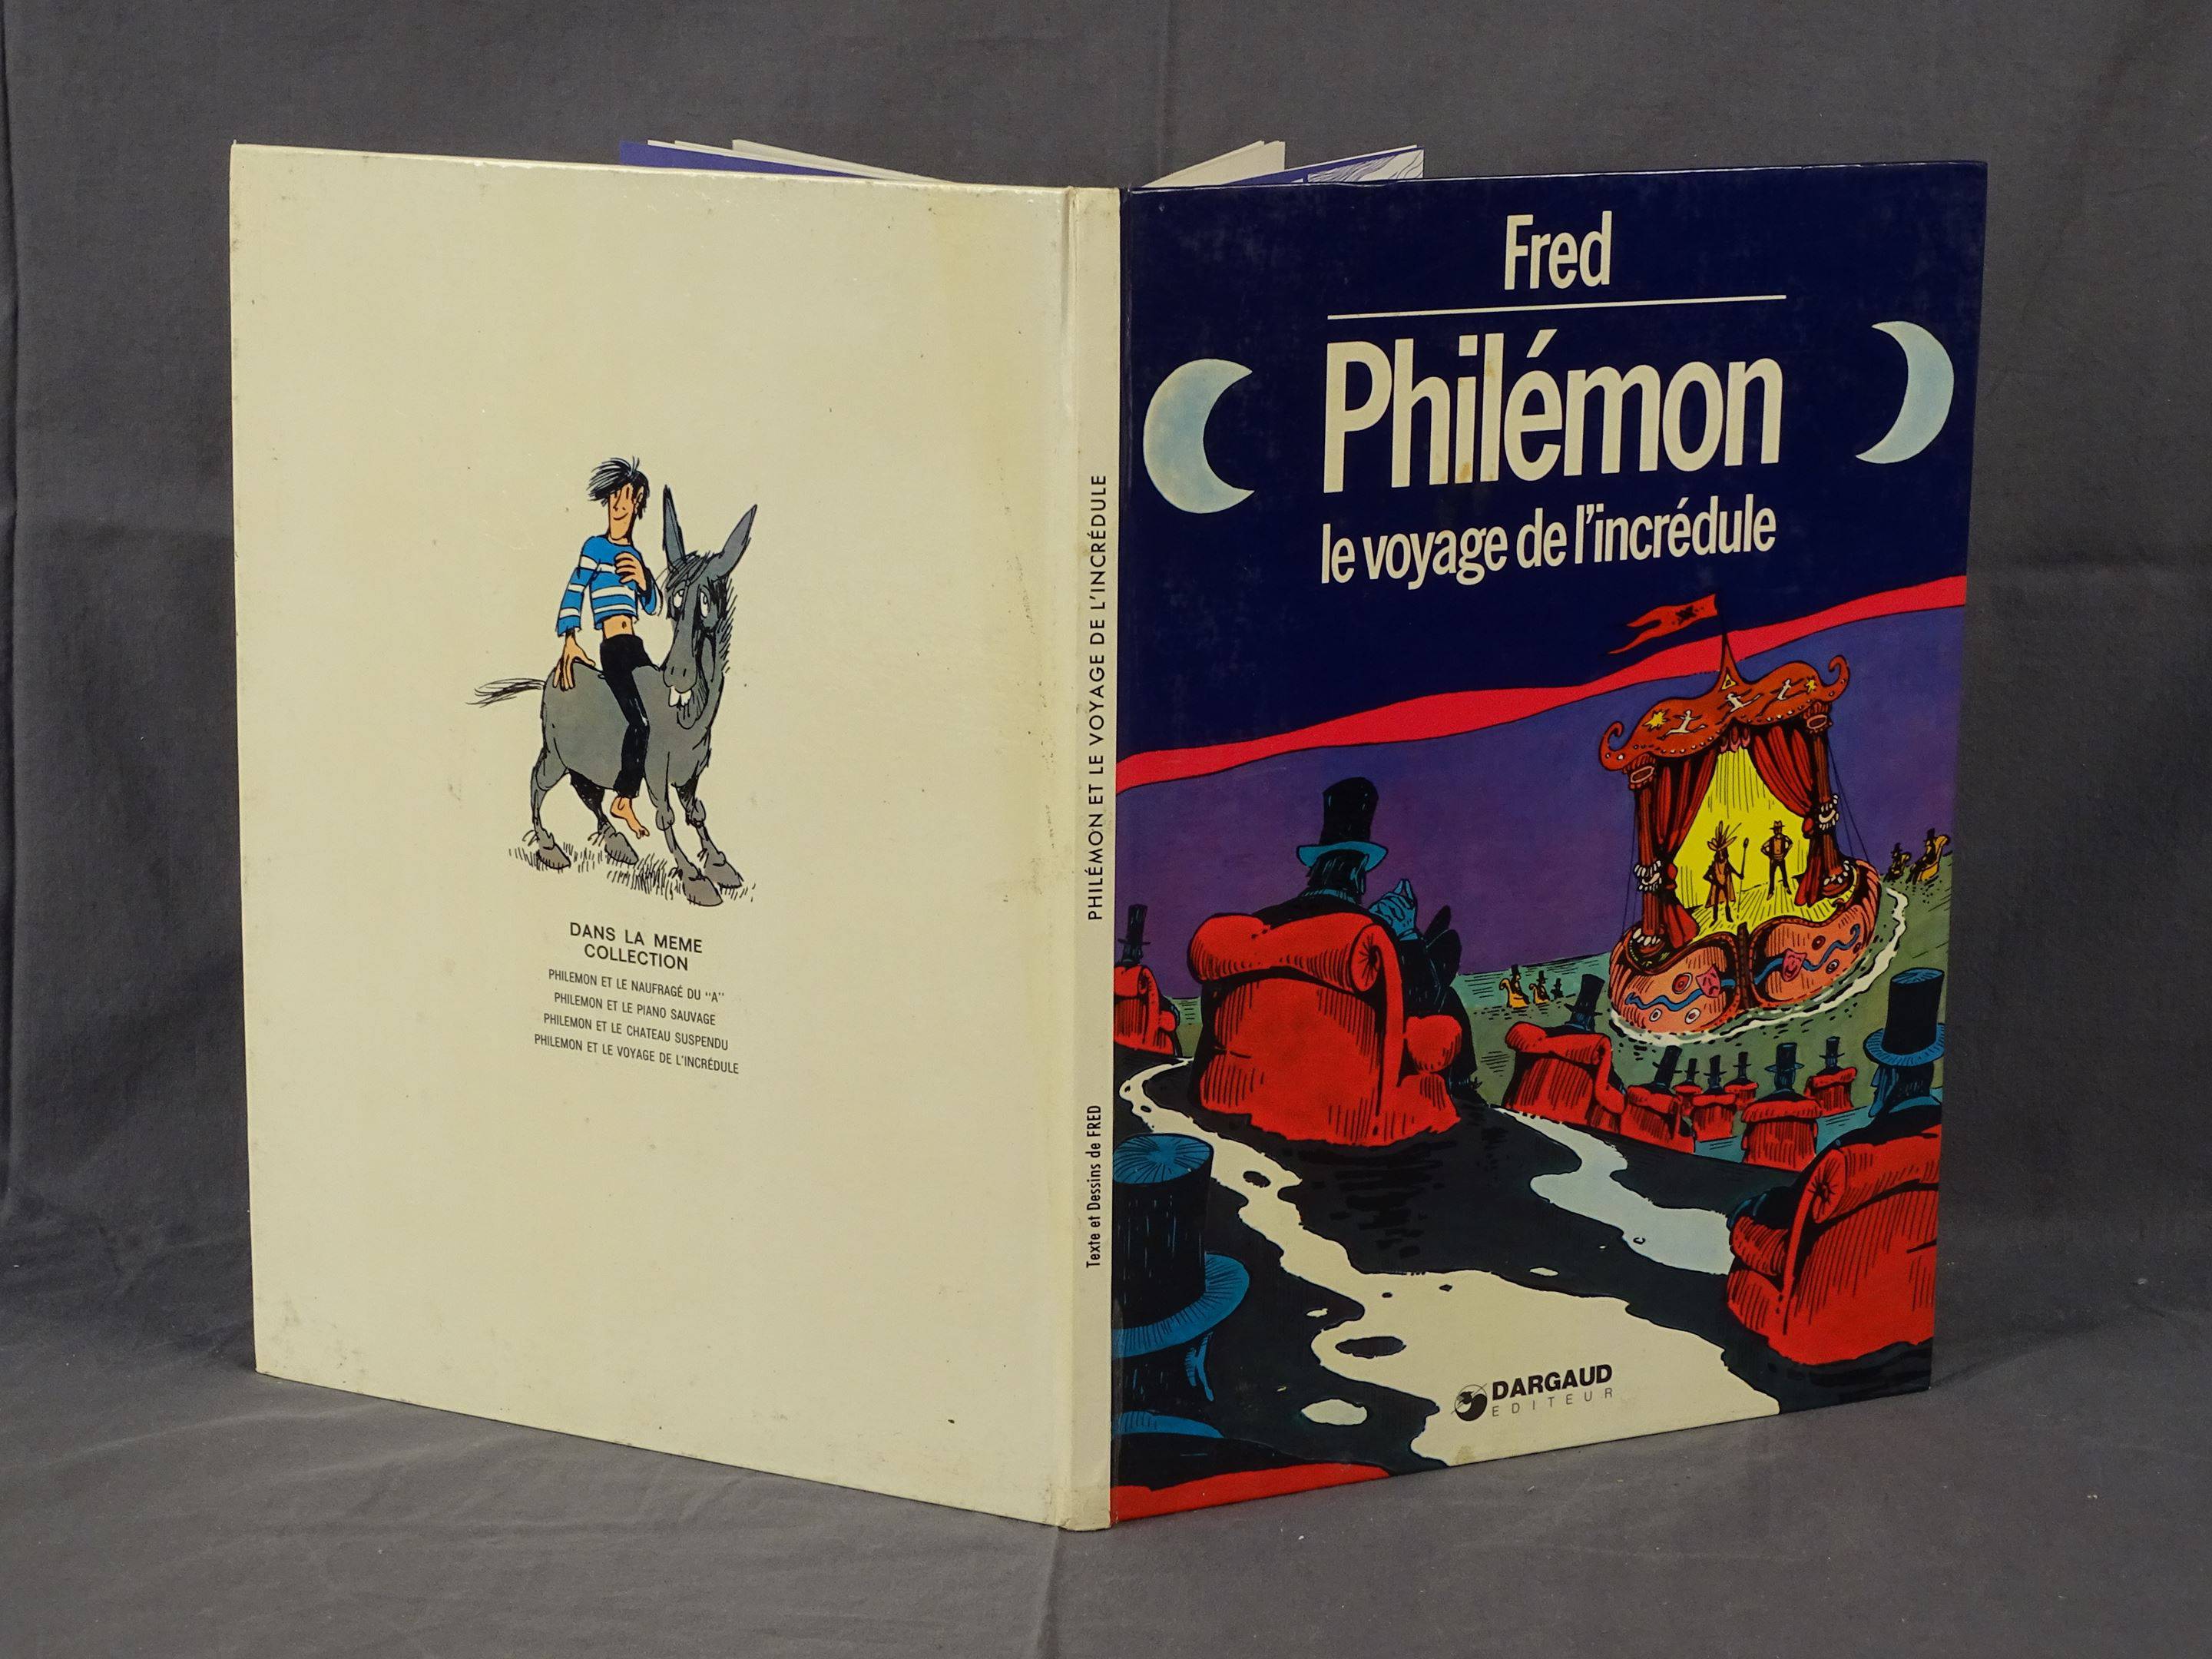 DANS LA MEME
COLLECTION
PHILEMON ET LE NAUFRAGÉ DU "A"
PHILEMON ET LE PIANO SAUVAGE
PHILEMON ET LE CHATEAU SUSPENDU
PHILEMON ET LE VOYAGE DE L'INCRÉDULE
PHILÉMON ET LE VOYAGE DE L'INCRÉDULE
Texte et Dessins de FRED
Fred
Philémon
le voyage de l'incrédule
DARGAUD
EDITEUR